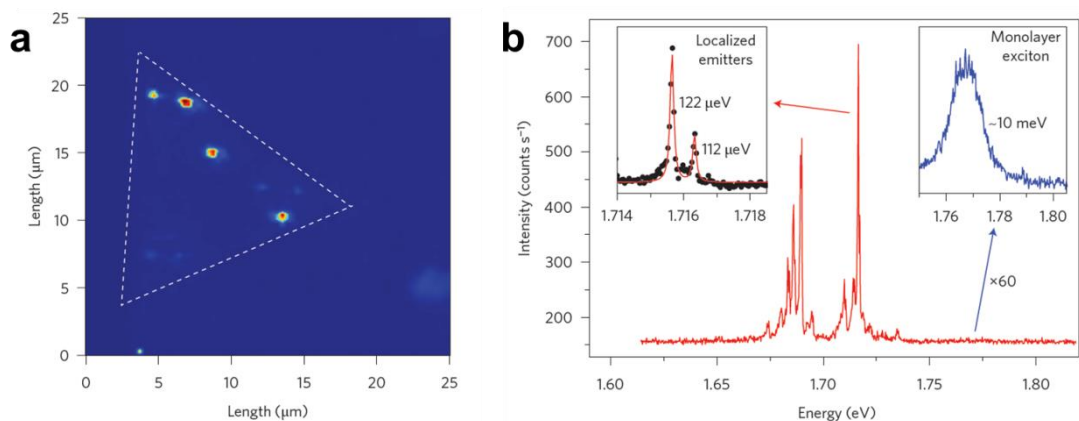 a
25
20
15
10
5
0
Length (μm)
0 5 10 15 20 25
Length (μm)
b
700
600
500
400
300
200
Intensity (counts s⁻¹)
Localized
emitters
122 μeV
112 μeV
1.714 1.716 1.718
Monolayer
exciton
~10 meV
1.76 1.78 1.80
×60
1.60 1.65 1.70 1.75 1.80
Energy (eV)